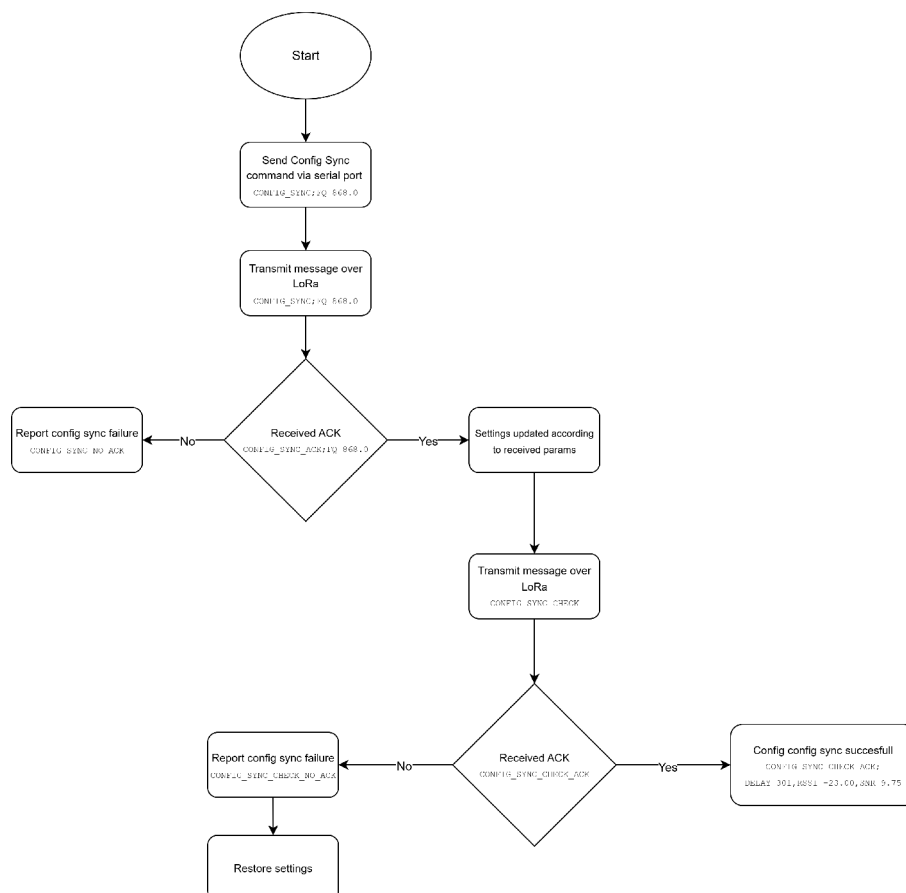 Start
Send Config Sync
command via serial port
CONFIG_SYNC;FQ 868.0
Transmit message over
LoRa
CONFIG_SYNC;FQ 868.0
Received ACK
CONFIG_SYNC_ACK;FQ 868.0
No
Yes
Report config sync failure
CONFIG_SYNC_NO_ACK
Settings updated according
to received params
Transmit message over
LoRa
CONFIG_SYNC_CHECK
Received ACK
CONFIG_SYNC_CHECK_ACK
No
Yes
Report config sync failure
CONFIG_SYNC_CHECK_NO_ACK
Config config sync succesfull
CONFIG_SYNC_CHECK_ACK;
DELAY 301,RSSI -23.00,SNR 9.75
Restore settings